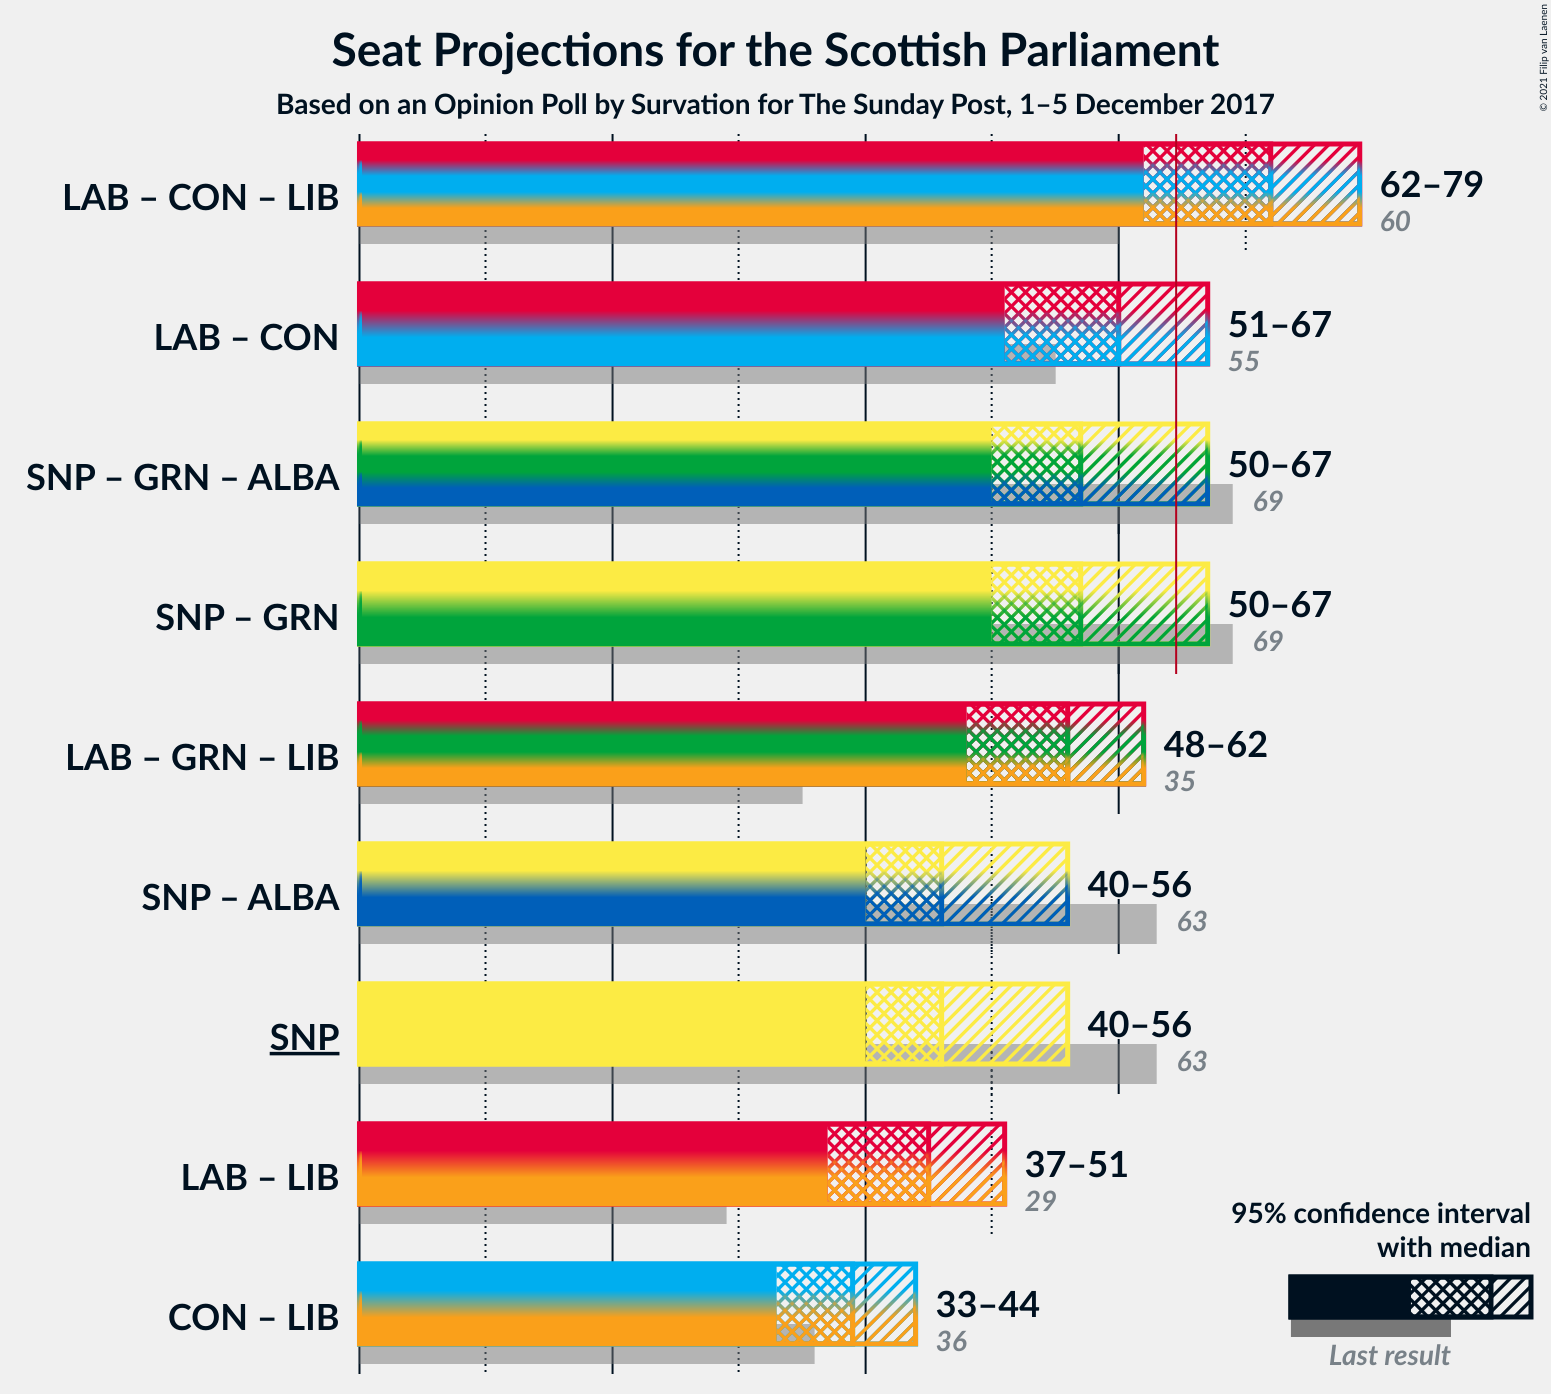 Seat Projections for the Scottish Parliament
Based on an Opinion Poll by Survation for The Sunday Post, 1–5 December 2017
© 2021 Filip van Laenen
LAB – CON – LIB
62–79
60
LAB – CON
51–67
55
SNP – GRN – ALBA
50–67
69
SNP – GRN
50–67
69
LAB – GRN – LIB
48–62
35
SNP – ALBA
40–56
63
SNP
40–56
63
LAB – LIB
37–51
29
CON – LIB
33–44
36
95% confidence interval
with median
Last result